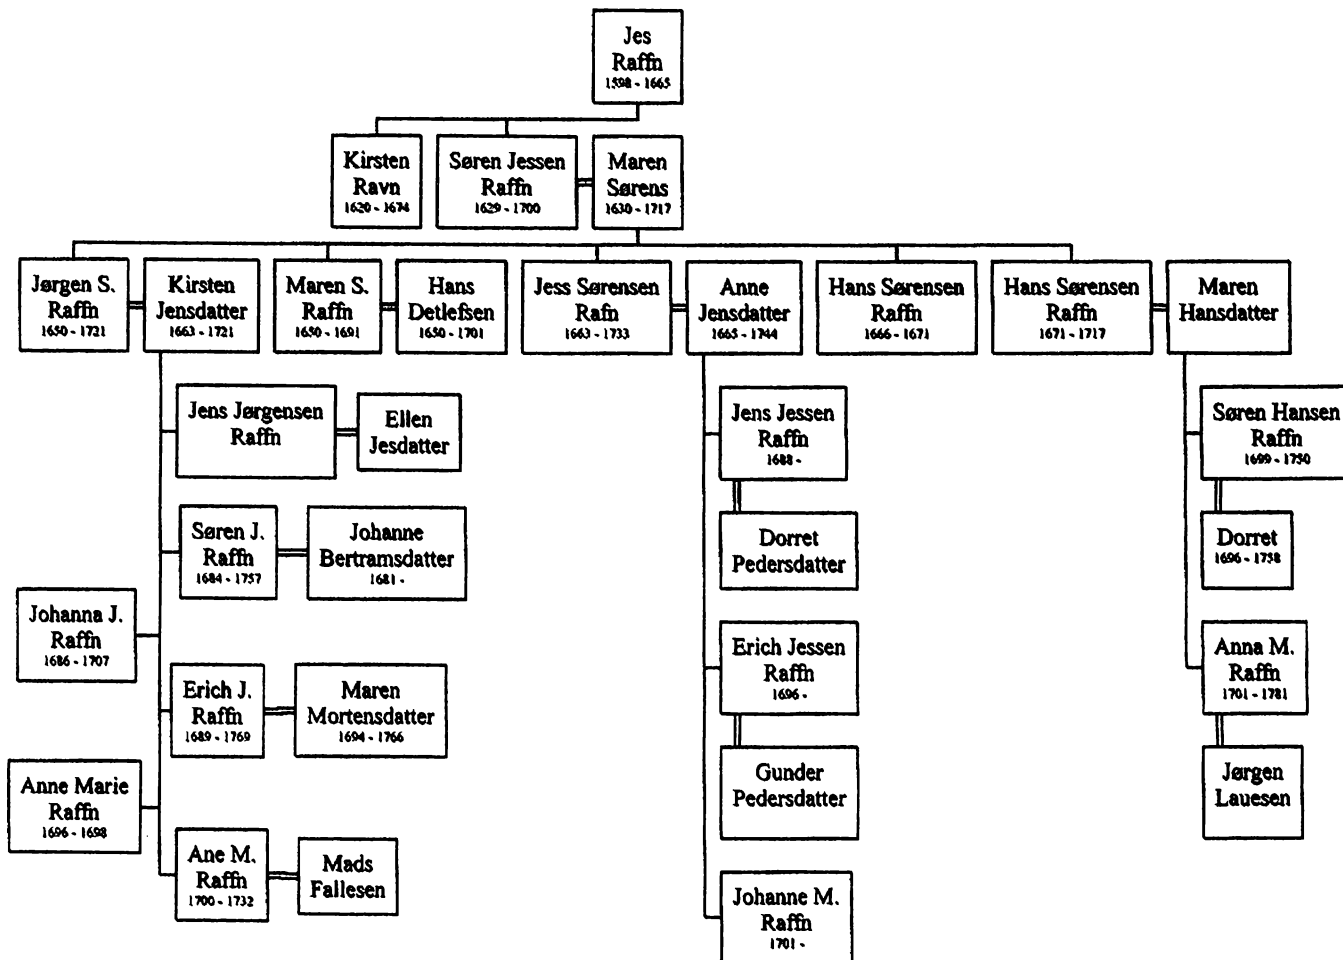 Jes
Raffn
1598 - 1665
Kirsten
Ravn
1620 - 1674
Søren Jessen
Raffn
1629 - 1700
Maren
Sørens
1630 - 1717
Jørgen S.
Raffn
1650 - 1721
Kirsten
Jensdatter
1663 - 1721
Maren S.
Raffn
1650 - 1691
Hans
Detlefsen
1650 - 1701
Jess Sørensen
Rafn
1663 - 1733
Anne
Jensdatter
1665 - 1744
Hans Sørensen
Raffn
1666 - 1671
Hans Sørensen
Raffn
1671 - 1717
Maren
Hansdatter
Jens Jørgensen
Raffn
Ellen
Jesdatter
Søren J.
Raffn
1684 - 1757
Johanne
Bertramsdatter
1681 -
Johanna J.
Raffn
1686 - 1707
Erich J.
Raffn
1689 - 1769
Maren
Mortensdatter
1694 - 1766
Anne Marie
Raffn
1696 - 1698
Ane M.
Raffn
1700 - 1732
Mads
Fallesen
Jens Jessen
Raffn
1688 -
Dorret
Pedersdatter
Erich Jessen
Raffn
1696 -
Gunder
Pedersdatter
Johanne M.
Raffn
1701 -
Søren Hansen
Raffn
1699 - 1750
Dorret
1696 - 1758
Anna M.
Raffn
1701 - 1781
Jørgen
Lauesen